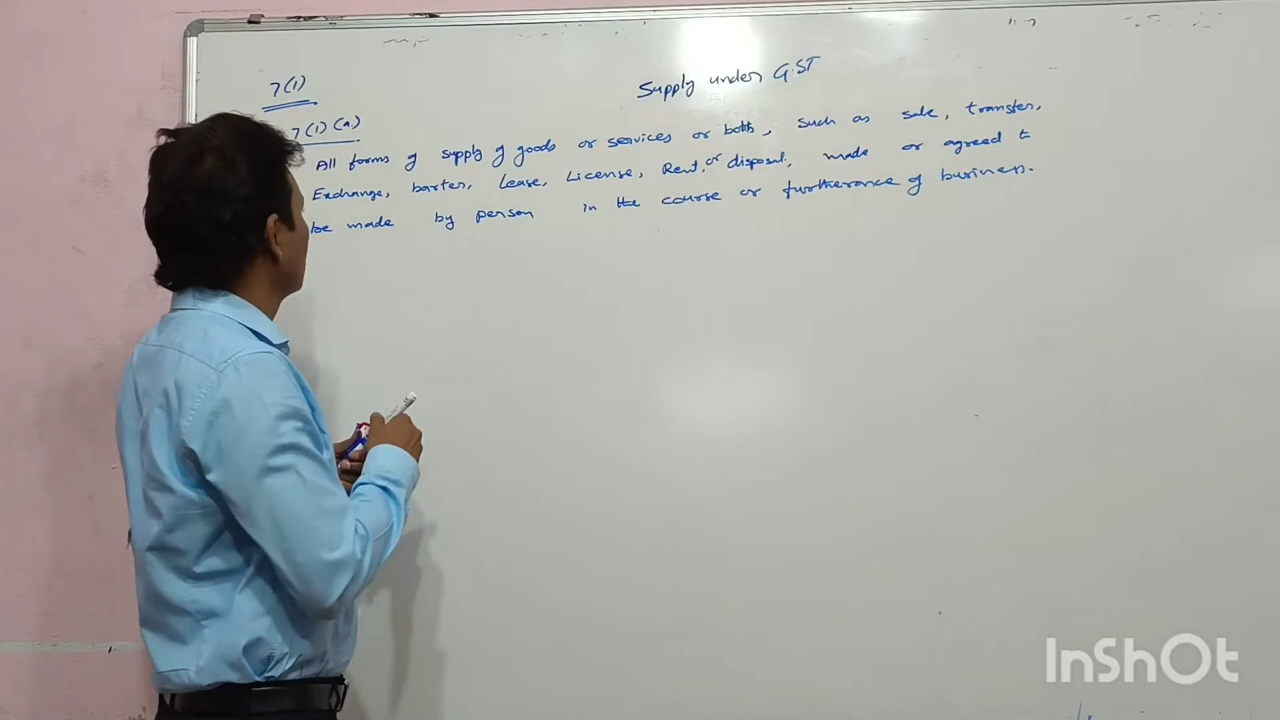 Supply under G.ST
7(1)
7(1)(a)
All forms of supply of goods or services or both, such as sale, transfer,
Exchange, barter, Lease, License, Rent, or disposal, made or agreed to
be made by person in the course or furtherance of business.
InShOt